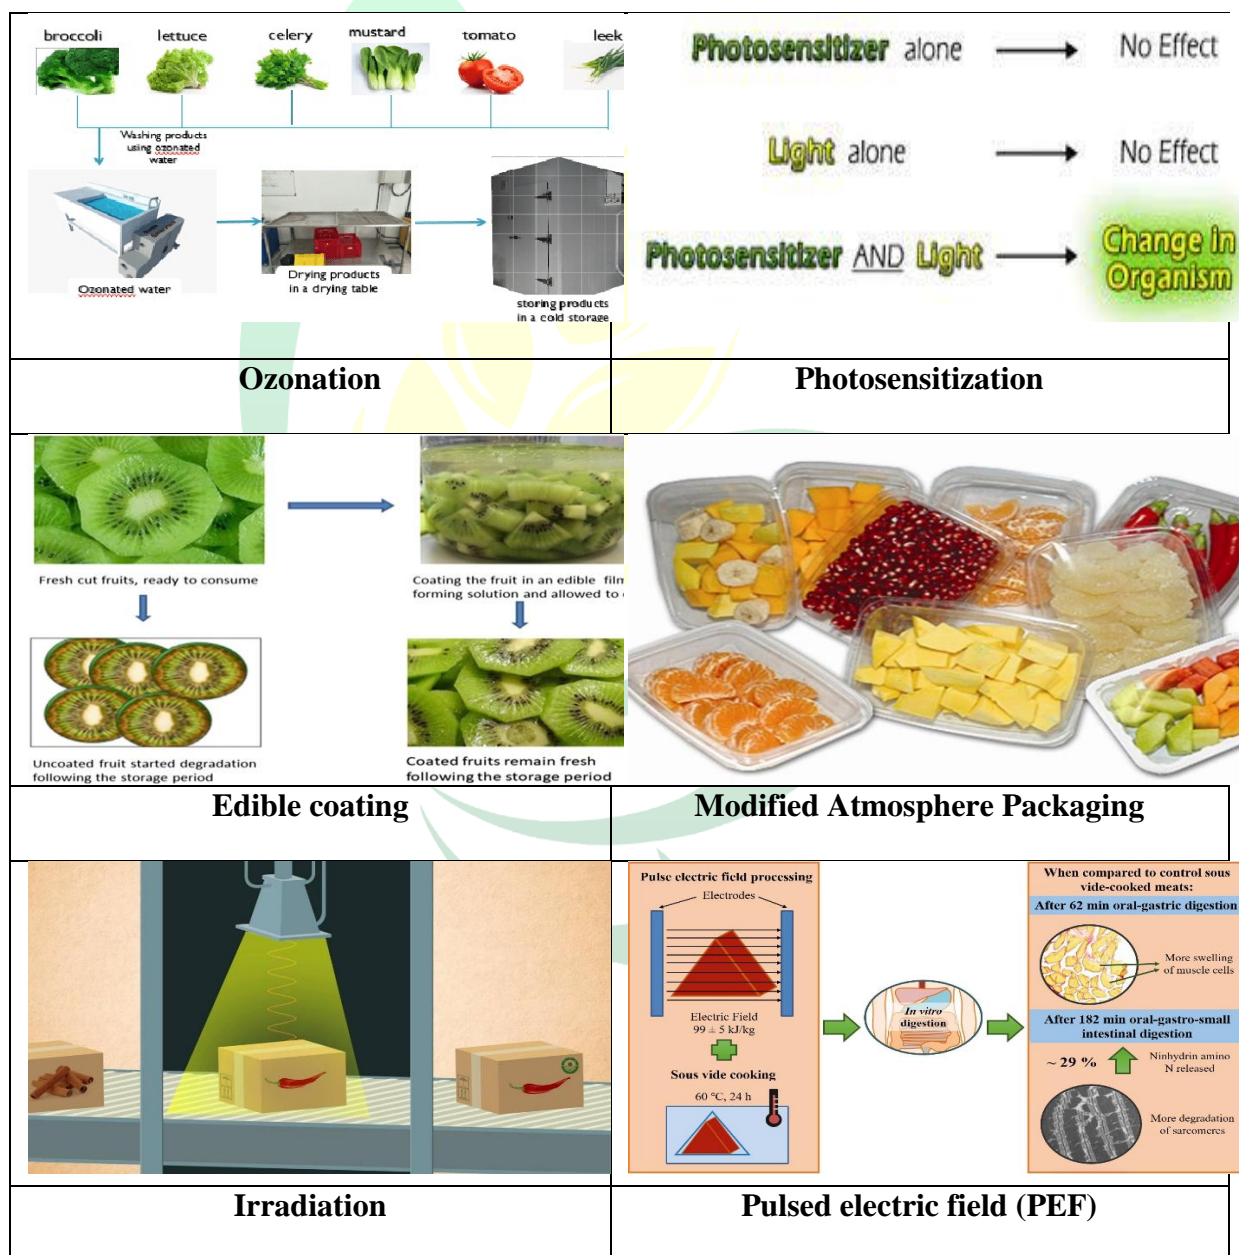 broccoli
lettuce
celery
mustard
tomato
leek
Washing products
using ozonated
water
Ozonated water
Drying products
in a drying table
storing products
in a cold storage
Photosensitizer alone
No Effect
Light alone
No Effect
Photosensitizer AND Light
Change in
Organism
Ozonation
Photosensitization
Fresh cut fruits, ready to consume
Coating the fruit in an edible film
forming solution and allowed to
Uncoated fruit started degradation
following the storage period
Coated fruits remain fresh
following the storage period
Edible coating
Modified Atmosphere Packaging
Irradiation
Pulse electric field processing
Electrodes
Electric Field
99 ± 5 kJ/kg
Sous vide cooking
60 °C, 24 h
In vitro
digestion
When compared to control sous
vide-cooked meats:
After 62 min oral-gastric digestion
More swelling
of muscle cells
After 182 min oral-gastro-small
intestinal digestion
~ 29 %
Ninhydrin amino
N released
More degradation
of sarcomeres
Pulsed electric field (PEF)